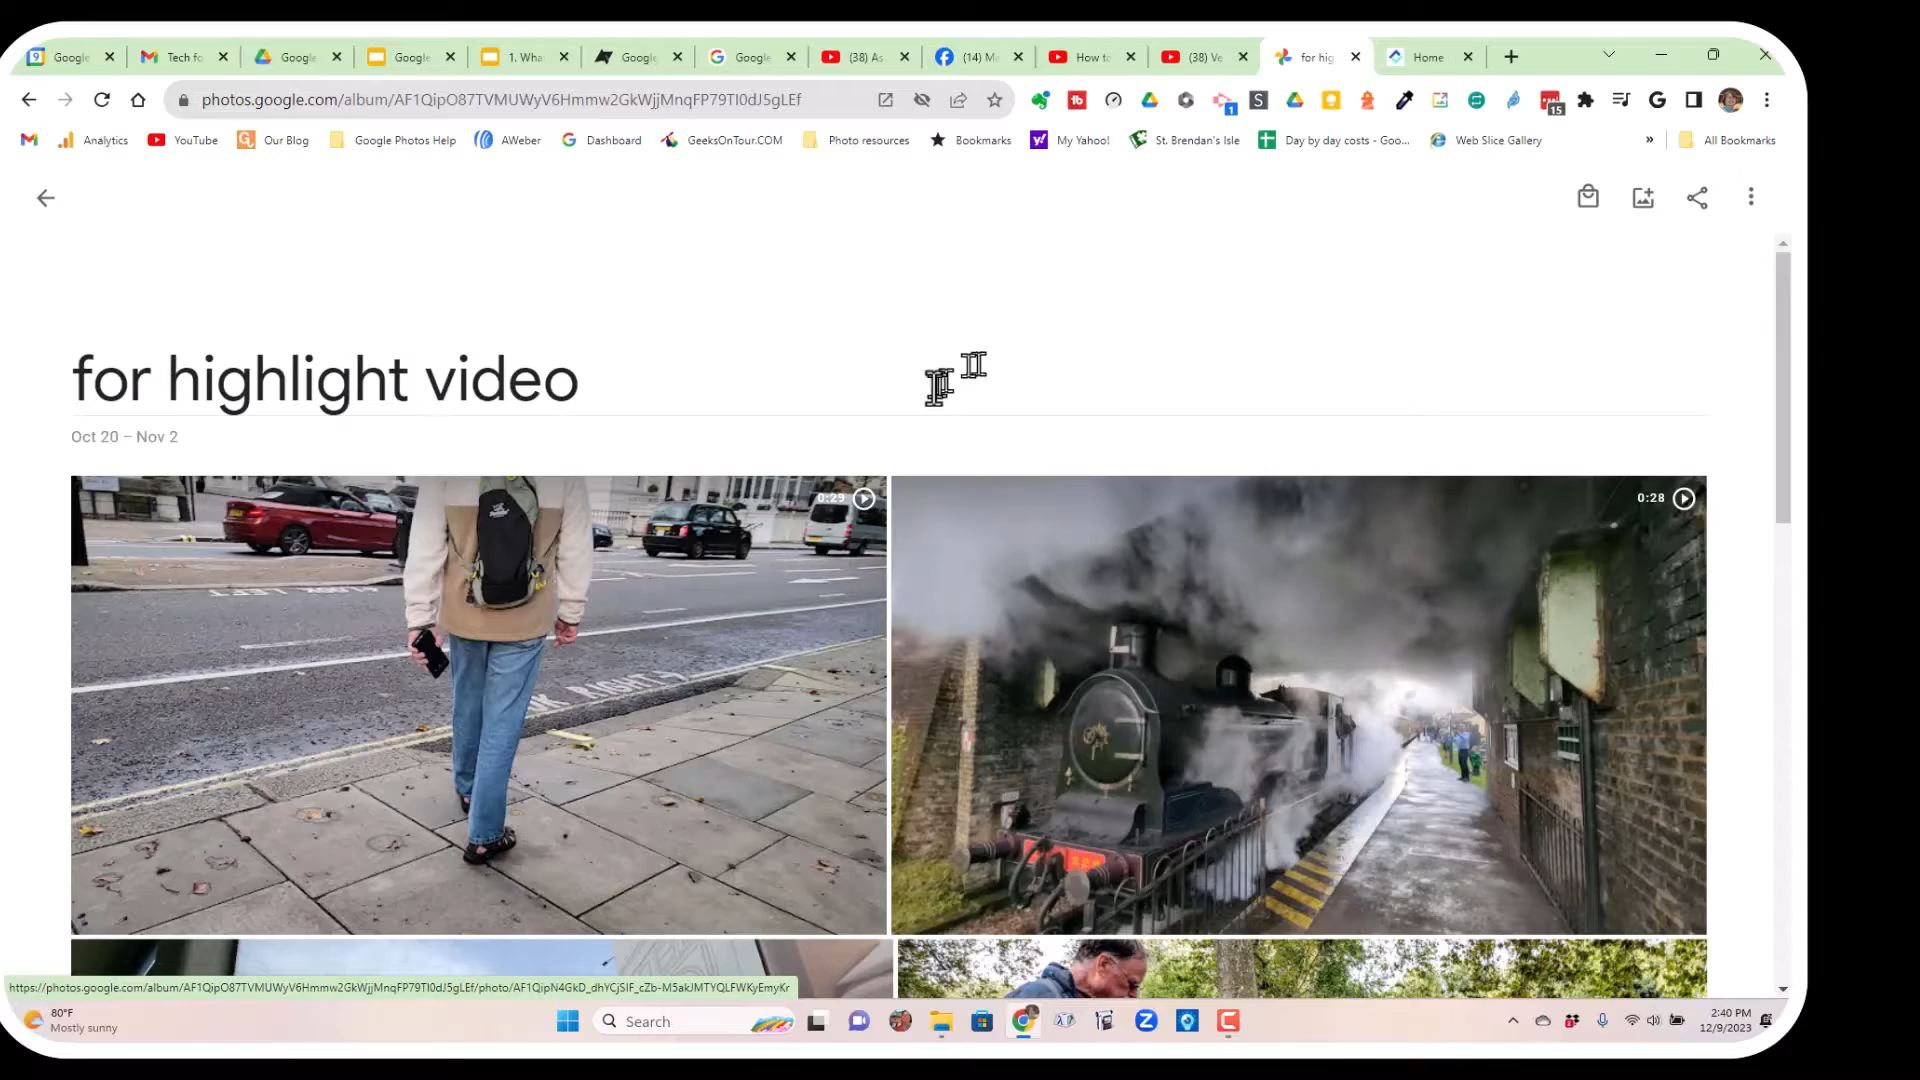 Google
Tech fo
Google
Google
1. Wha
Google
Google
(38) As
(14) Me
How to
(38) Ve
for hig
Home
photos.google.com/album/AF1QipO87TVMUWyV6Hmmw2GkWjjMnqFP79TI0dJ5gLEf
Analytics
YouTube
Our Blog
Google Photos Help
AWeber
Dashboard
GeeksOnTour.COM
Photo resources
Bookmarks
My Yahoo!
St. Brendan's Isle
Day by day costs - Goo...
Web Slice Gallery
»
All Bookmarks
for highlight video
Oct 20 – Nov 2
0:29
0:28
LOOK LEFT
https://photos.google.com/album/AF1QipO87TVMUWyV6Hmmw2GkWjjMnqFP79TI0dJ5gLEf/photo/AF1QipN4GkD_dhYCjSIF_cZb-M5akJMTYQLFWKyEmyKr
80°F
Mostly sunny
Search
2:40 PM
12/9/2023